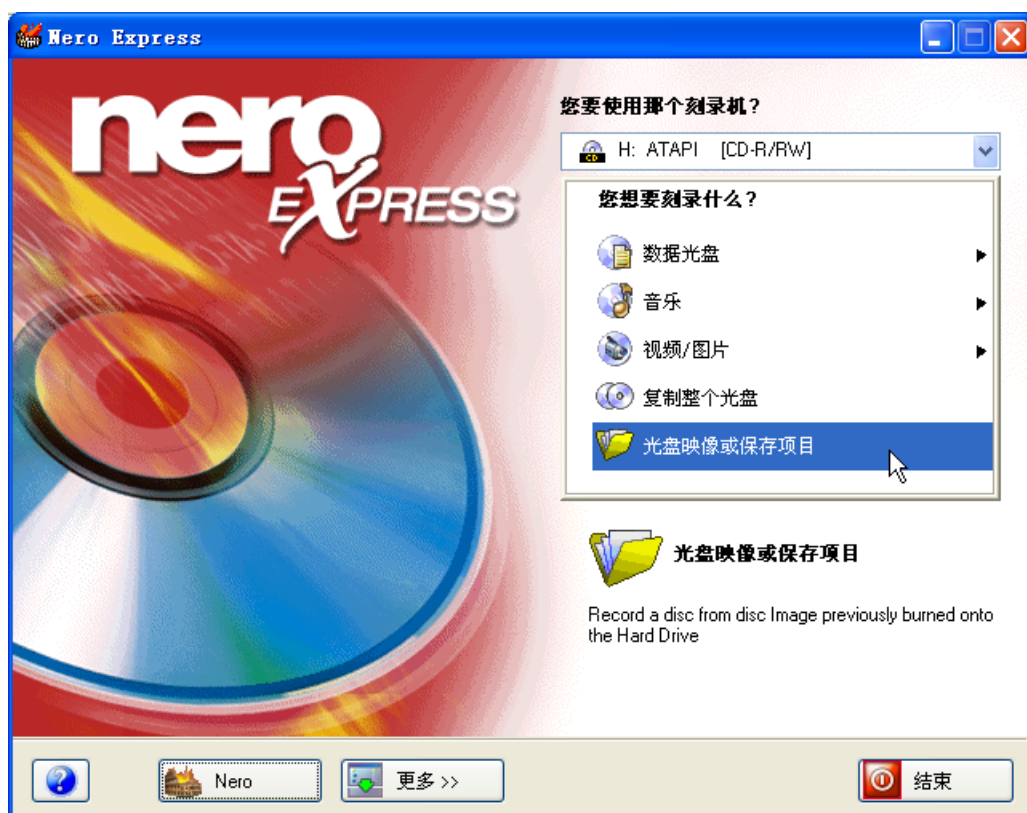 Nero Express
nero
EXPRESS
您要使用那个刻录机?
H: ATAPI [CD-R/RW]
您想要刻录什么?
数据光盘
音乐
视频/图片
复制整个光盘
光盘映像或保存项目
光盘映像或保存项目
Record a disc from disc Image previously burned onto
the Hard Drive
Nero
更多 >>
结束